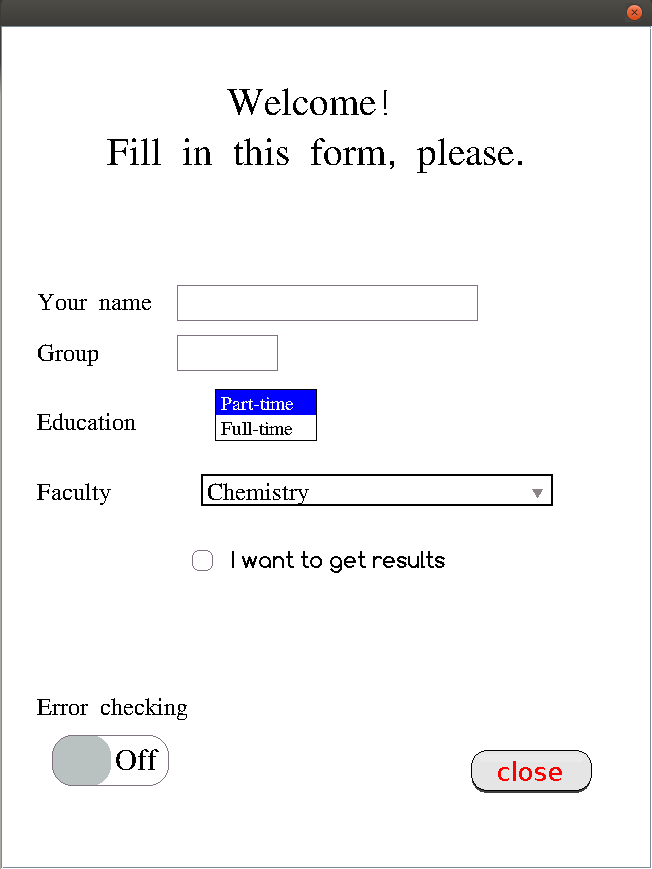 Welcome!
Fill in this form, please.
Your name
Group
Education
Part-time
Full-time
Faculty
Chemistry
I want to get results
Error checking
Off
close